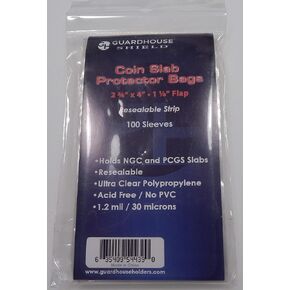 GUARDHOUSE
SHIELD
Coin Slab
Protector Bags
Resealable Strip
100 Sleeves
•Holds NGC and PCGS Slabs
•Resealable
•Ultra Clear Polypropylene
•Acid Free / No PVC
•1.2 mil / 30 microns
www.guardhouseholders.com